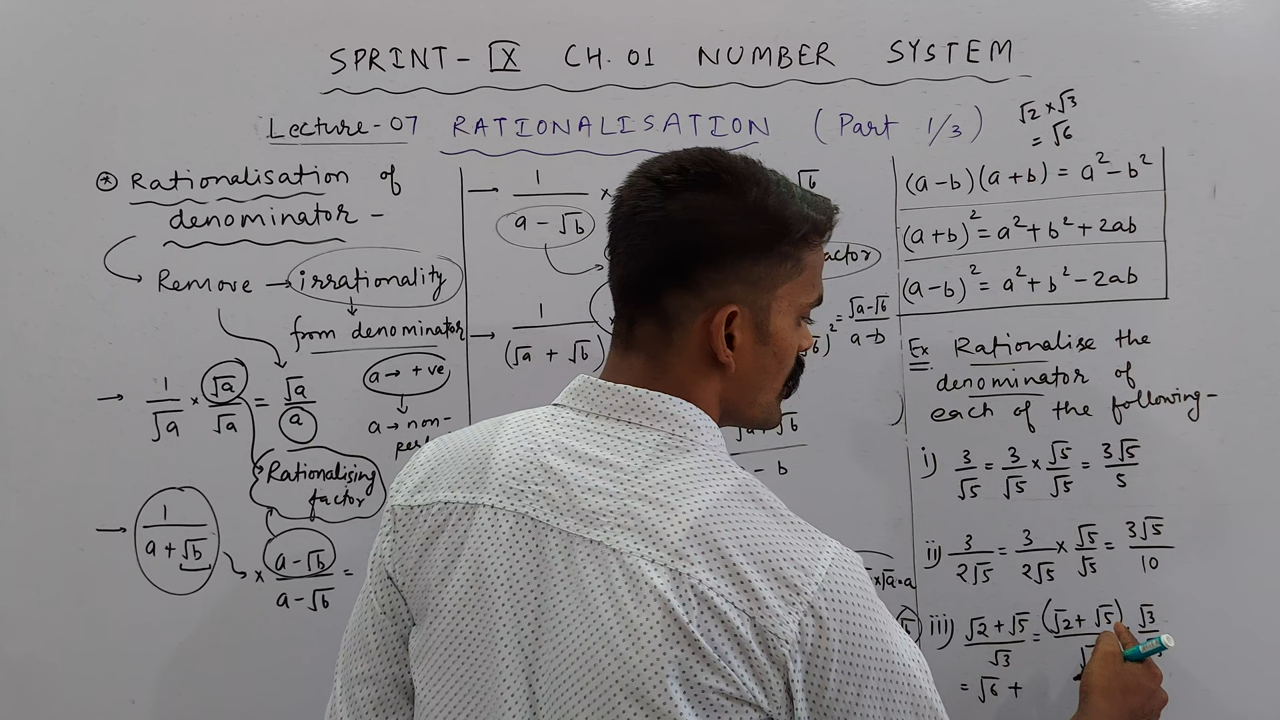 SPRINT-IX CH. 01 NUMBER SYSTEM
Lecture-07 RATIONALISATION (Part 1/3)
√2 × √3
= √6
⊛ Rationalisation of
denominator -
Remove → irrationality
from denominator
a → +ve
a → non-
→ 1/√a × √a/√a = √a/a
Rationalising
factor
→ 1/(a+√b) × (a-√b)/(a-√b) =
→ 1/(a-√b) ×
√b
actor
→ 1/(√a + √b)
√b)² = (√a-√b)/(a-b)
- b
×√a=a
(a-b)(a+b) = a²-b²
(a+b)² = a²+b²+2ab
(a-b)² = a²+b²-2ab
Ex Rationalise the
denominator of
each of the following-
i) 3/√5 = 3/√5 × √5/√5 = 3√5/5
ii) 3/2√5 = 3/2√5 × √5/√5 = 3√5/10
iii) (√2+√5)/√3 = (√2+√5) √3
= √6 +